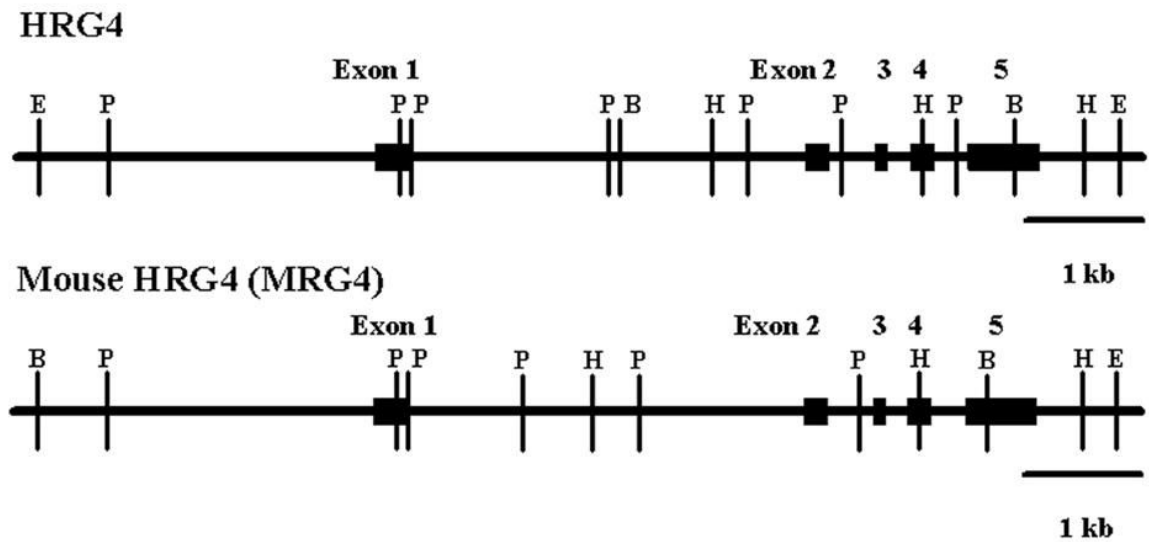 HRG4
Exon 1 Exon 2 3 4 5
E P P P P B H P P H P B H E
1 kb
Mouse HRG4 (MRG4)
Exon 1 Exon 2 3 4 5
B P P P P H P P H B H E
1 kb